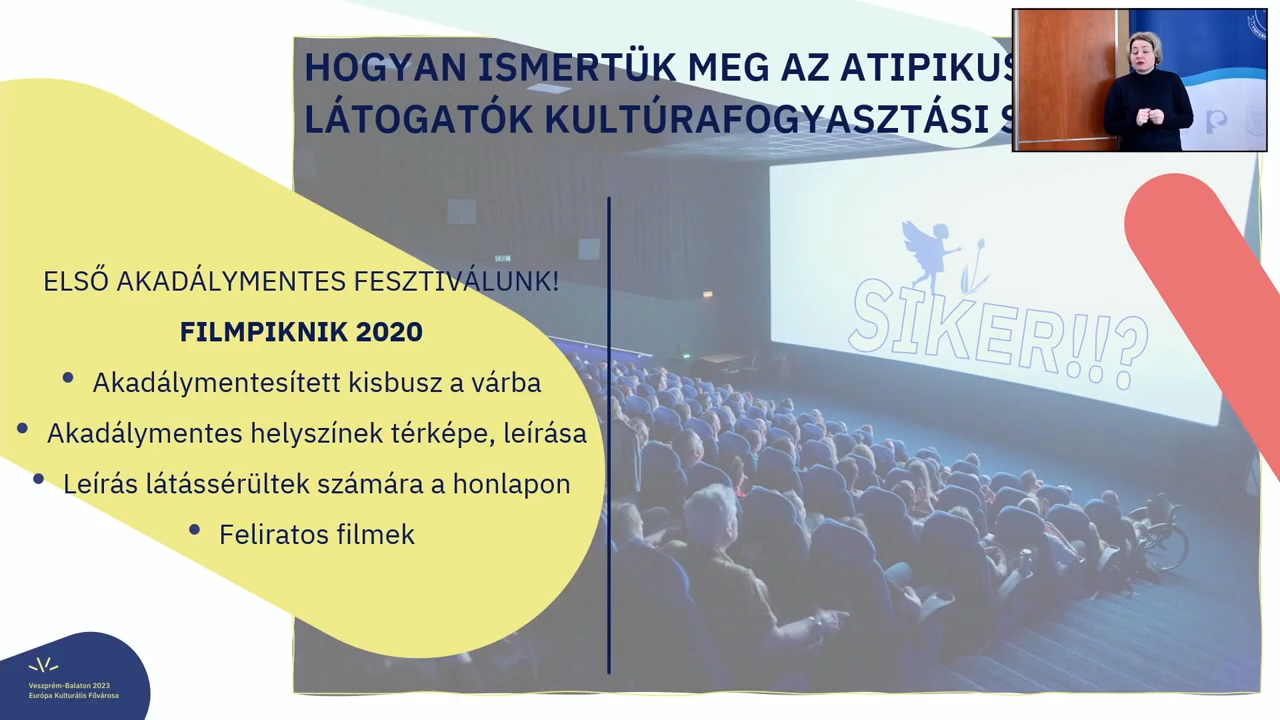 HOGYAN ISMERTÜK MEG AZ ATIPIKUS
LÁTOGATÓK KULTÚRAFOGYASZTÁSI
ELSŐ AKADÁLYMENTES FESZTIVÁLUNK!
FILMPIKNIK 2020
• Akadálymentesített kisbusz a várba
• Akadálymentes helyszínek térképe, leírása
• Leírás látássérültek számára a honlapon
• Feliratos filmek
SIKER!!?
Veszprém-Balaton 2023
Európa Kulturális Fővárosa